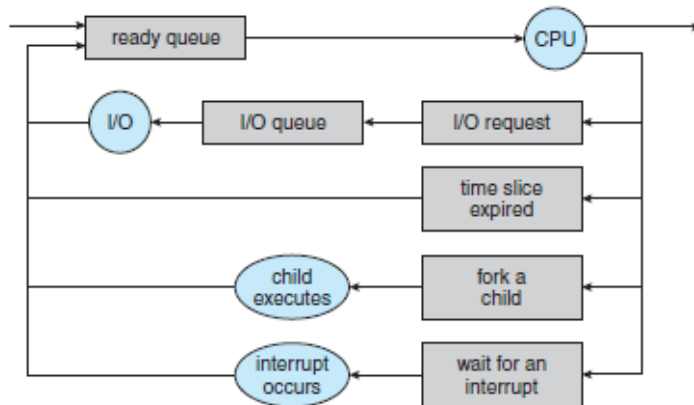 ready queue
CPU
I/O
I/O queue
I/O request
time slice
expired
child
executes
fork a
child
interrupt
occurs
wait for an
interrupt